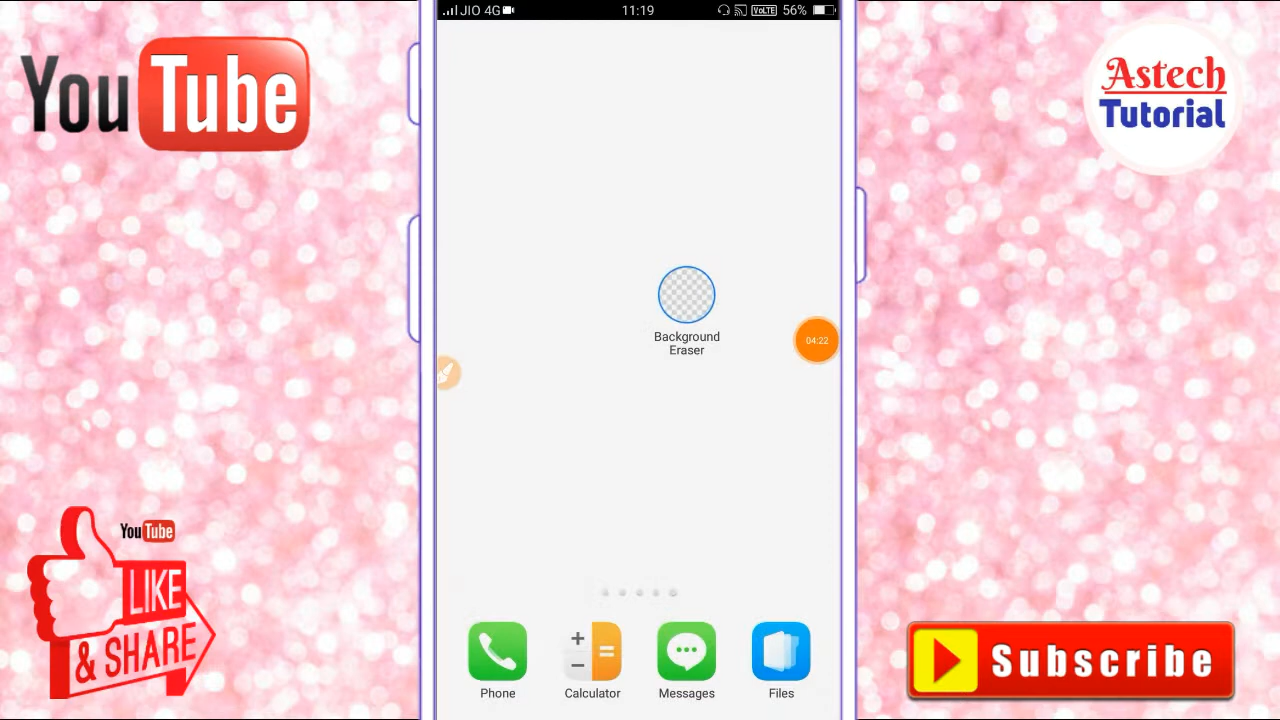 JIO 4G
11:19
VoLTE
56%
YouTube
Astech
Tutorial
Background
Eraser
04:22
YouTube
LIKE
& SHARE
Phone
Calculator
Messages
Files
Subscribe